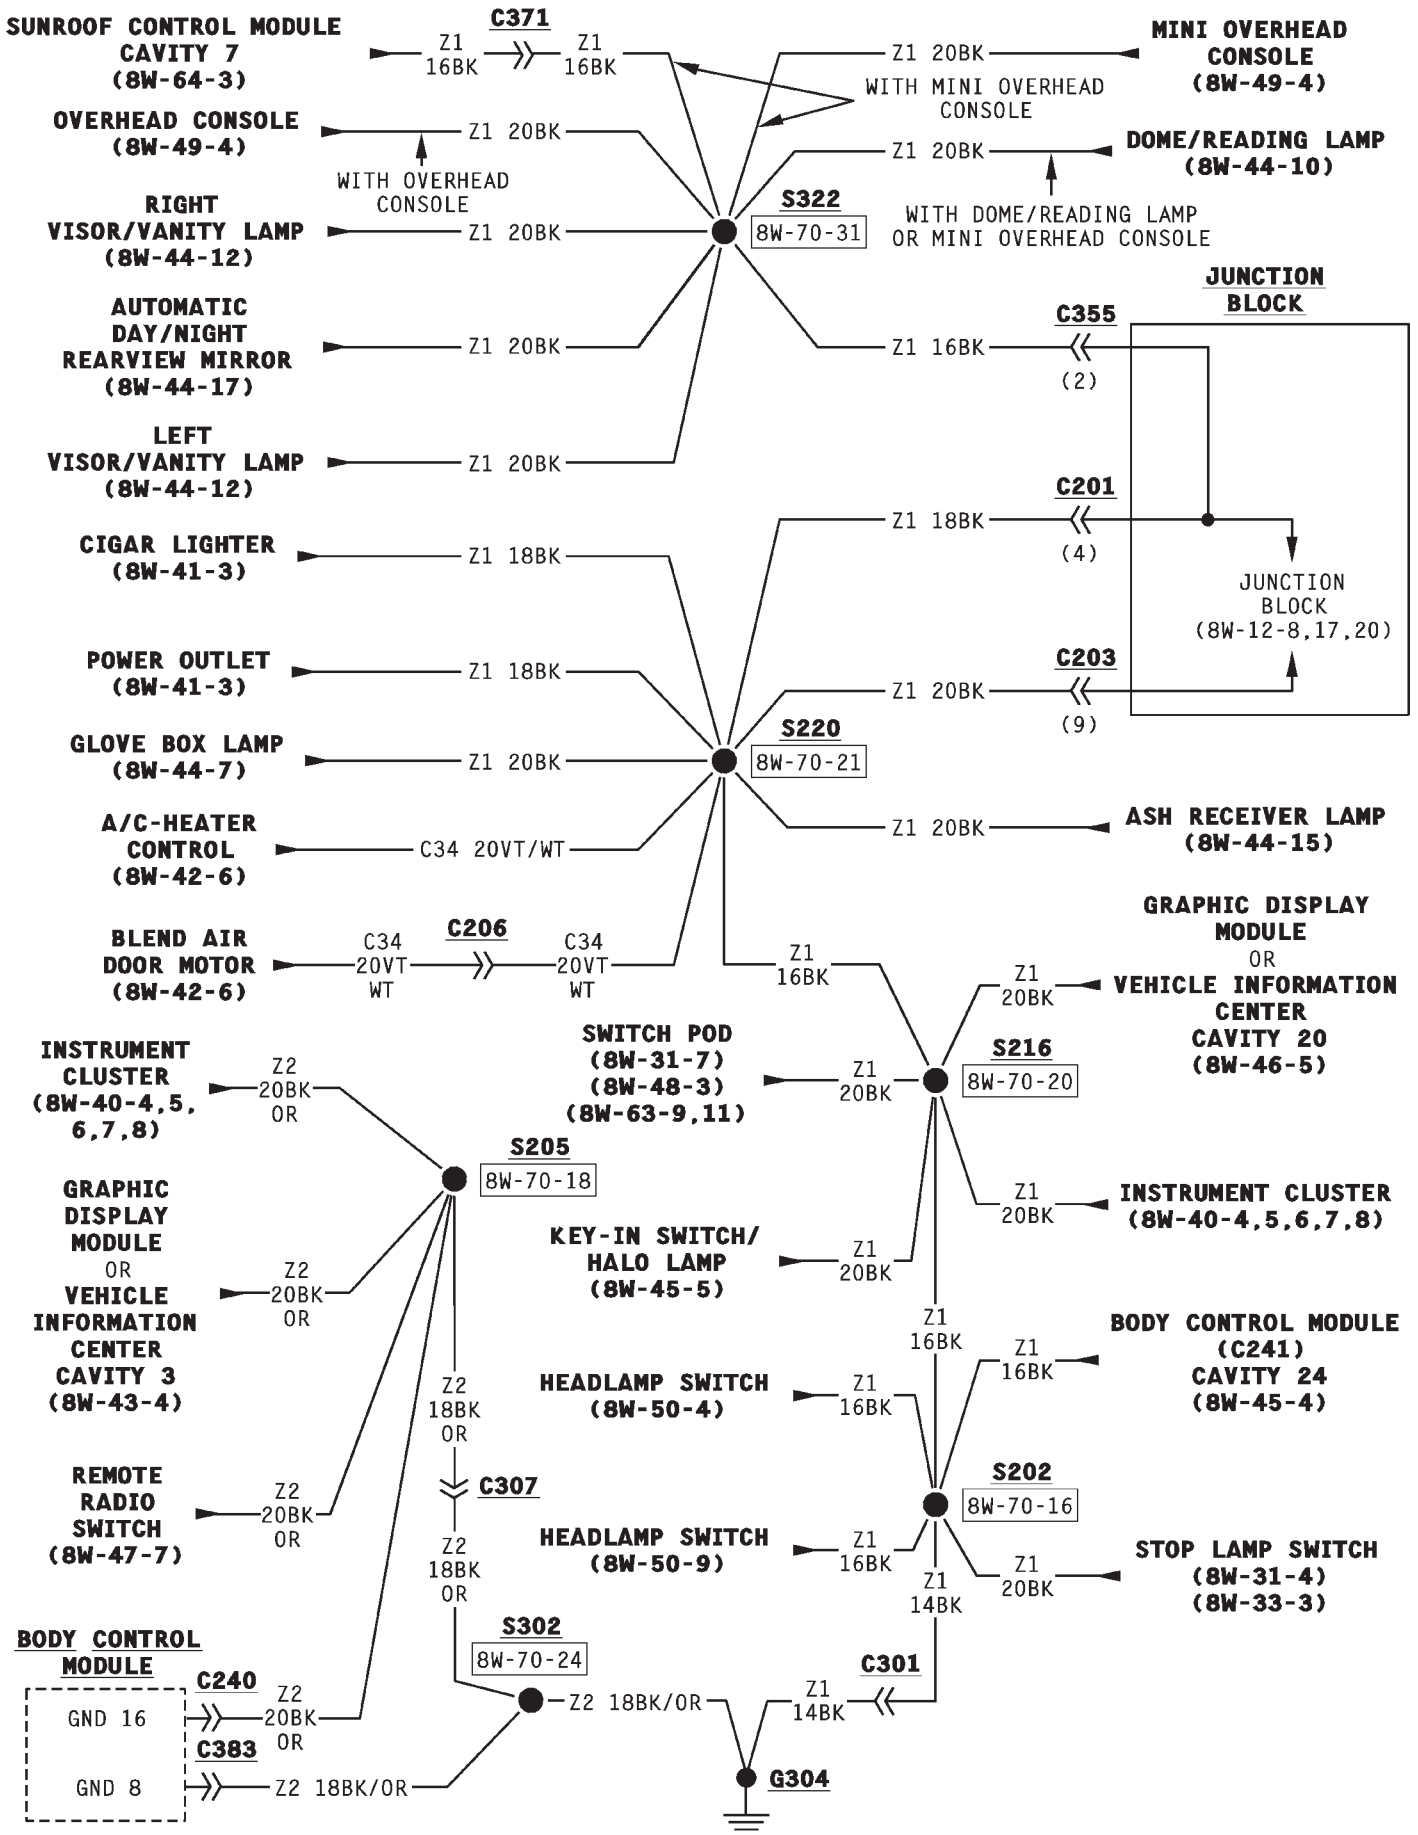 SUNROOF CONTROL MODULE
CAVITY 7
(8W-64-3)
Z1
16BK
C371
Z1
16BK
MINI OVERHEAD
CONSOLE
(8W-49-4)
Z1 20BK
WITH MINI OVERHEAD
CONSOLE
OVERHEAD CONSOLE
(8W-49-4)
Z1 20BK
WITH OVERHEAD
CONSOLE
DOME/READING LAMP
(8W-44-10)
Z1 20BK
WITH DOME/READING LAMP
OR MINI OVERHEAD CONSOLE
RIGHT
VISOR/VANITY LAMP
(8W-44-12)
Z1 20BK
S322
8W-70-31
AUTOMATIC
DAY/NIGHT
REARVIEW MIRROR
(8W-44-17)
Z1 20BK
JUNCTION
BLOCK
Z1 16BK
C355
(2)
LEFT
VISOR/VANITY LAMP
(8W-44-12)
Z1 20BK
Z1 18BK
C201
(4)
CIGAR LIGHTER
(8W-41-3)
Z1 18BK
JUNCTION
BLOCK
(8W-12-8,17,20)
POWER OUTLET
(8W-41-3)
Z1 18BK
Z1 20BK
C203
(9)
GLOVE BOX LAMP
(8W-44-7)
Z1 20BK
S220
8W-70-21
A/C-HEATER
CONTROL
(8W-42-6)
C34 20VT/WT
Z1 20BK
ASH RECEIVER LAMP
(8W-44-15)
BLEND AIR
DOOR MOTOR
(8W-42-6)
C34
20VT
WT
C206
C34
20VT
WT
Z1
16BK
GRAPHIC DISPLAY
MODULE
OR
VEHICLE INFORMATION
CENTER
CAVITY 20
(8W-46-5)
Z1
20BK
SWITCH POD
(8W-31-7)
(8W-48-3)
(8W-63-9,11)
Z1
20BK
S216
8W-70-20
INSTRUMENT
CLUSTER
(8W-40-4,5,
6,7,8)
Z2
20BK
OR
S205
8W-70-18
Z1
20BK
INSTRUMENT CLUSTER
(8W-40-4,5,6,7,8)
GRAPHIC
DISPLAY
MODULE
OR
VEHICLE
INFORMATION
CENTER
CAVITY 3
(8W-43-4)
Z2
20BK
OR
KEY-IN SWITCH/
HALO LAMP
(8W-45-5)
Z1
20BK
Z1
16BK
BODY CONTROL MODULE
(C241)
CAVITY 24
(8W-45-4)
Z1
16BK
Z2
18BK
OR
HEADLAMP SWITCH
(8W-50-4)
Z1
16BK
REMOTE
RADIO
SWITCH
(8W-47-7)
Z2
20BK
OR
C307
S202
8W-70-16
Z2
18BK
OR
HEADLAMP SWITCH
(8W-50-9)
Z1
16BK
Z1
14BK
Z1
20BK
STOP LAMP SWITCH
(8W-31-4)
(8W-33-3)
BODY CONTROL
MODULE
GND 16
C240
Z2
20BK
OR
S302
8W-70-24
Z2 18BK/OR
Z1
14BK
C301
GND 8
C383
Z2 18BK/OR
G304